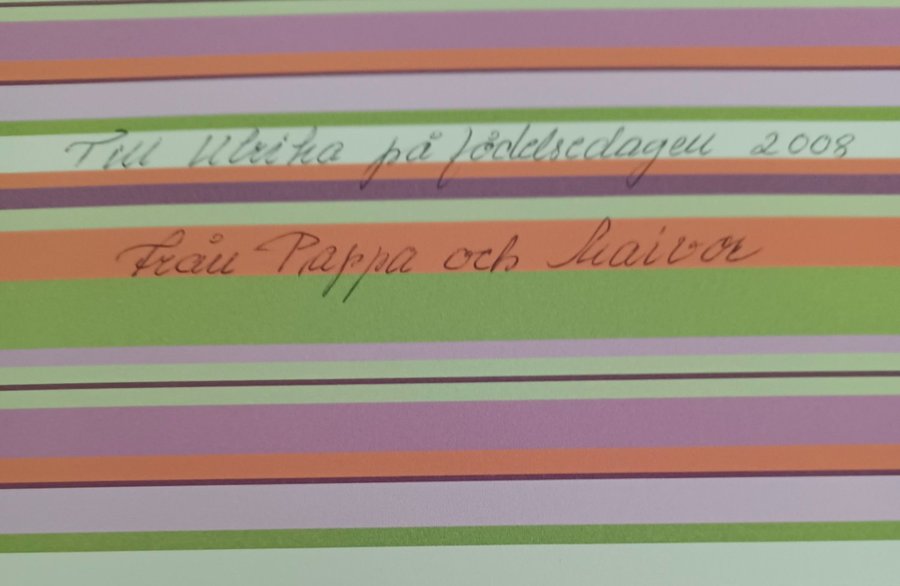 Till Ulrika på födelsedagen 2008
från Pappa och Maivor